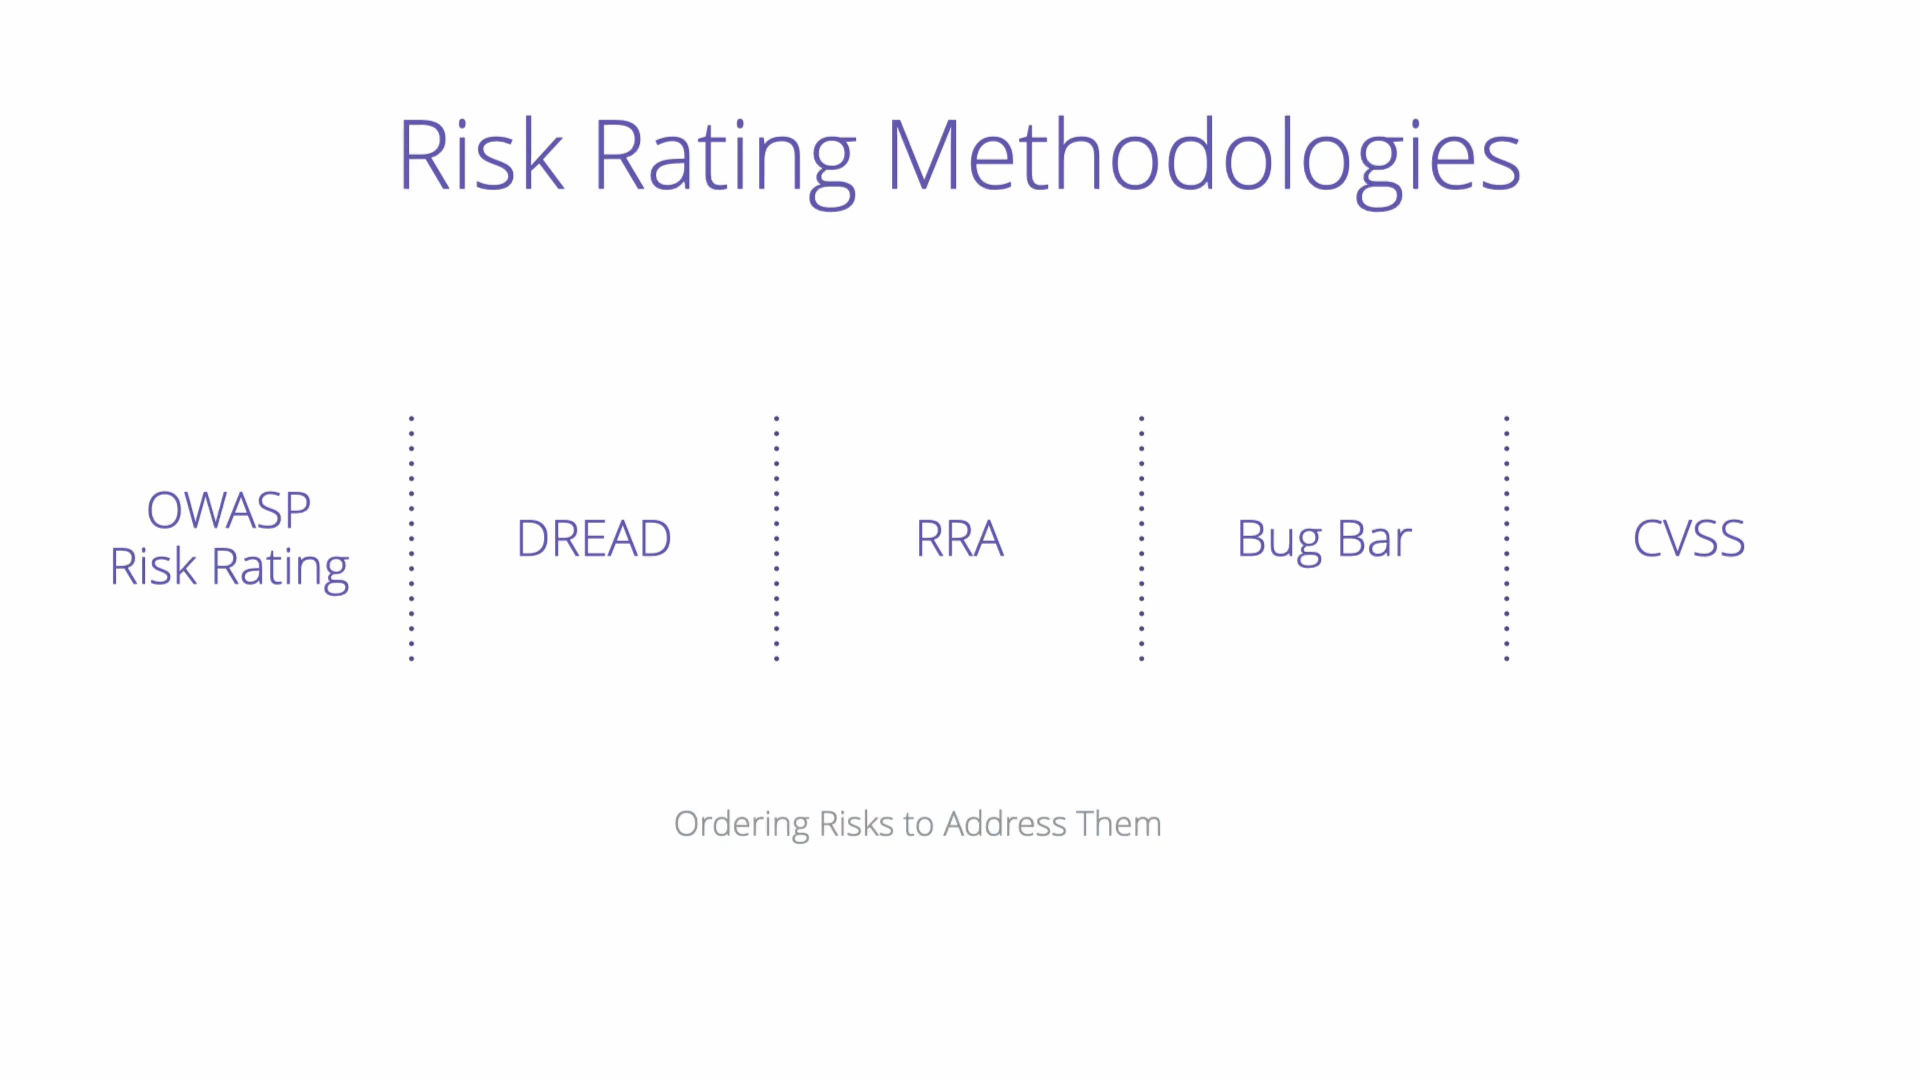 Risk Rating Methodologies
OWASP
Risk Rating
DREAD
RRA
Bug Bar
CVSS
Ordering Risks to Address Them